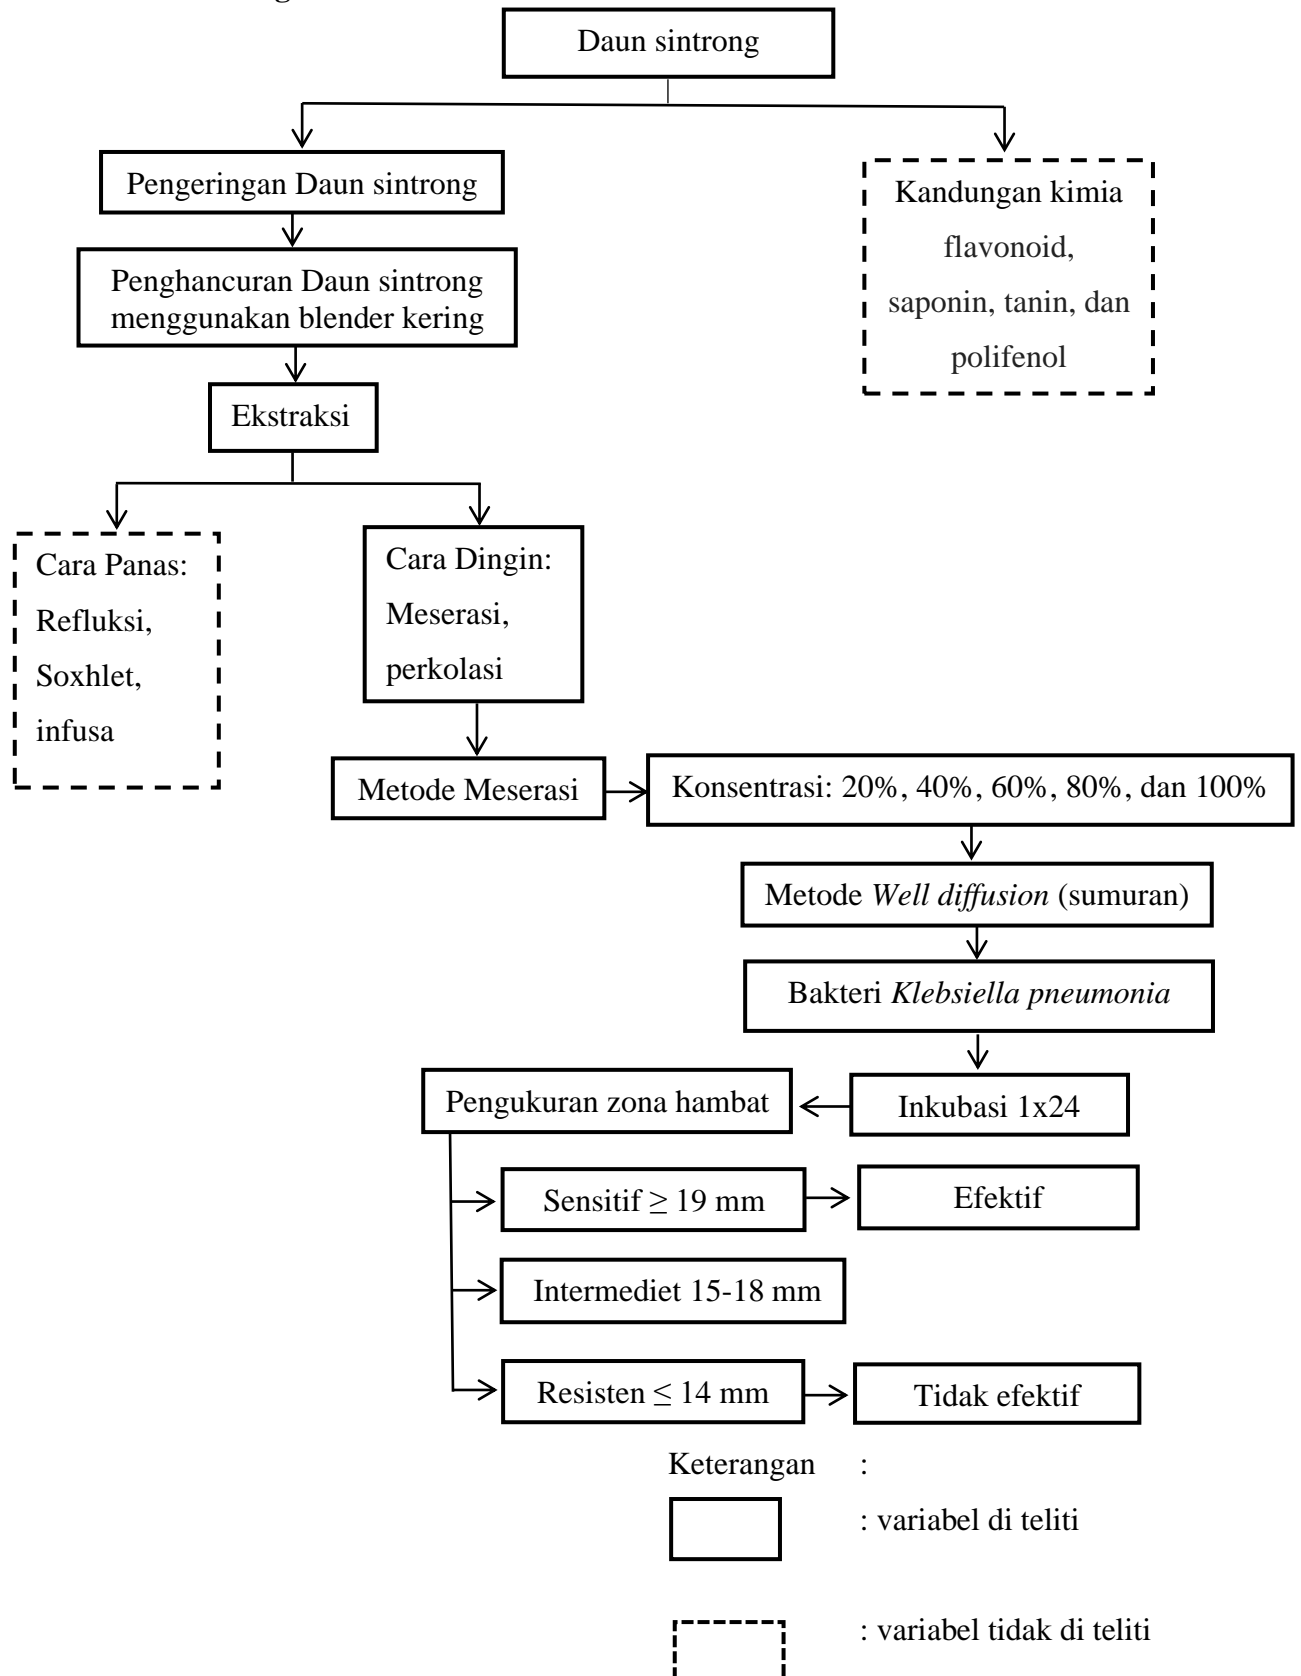 Daun sintrong
Pengeringan Daun sintrong
Kandungan kimia
flavonoid,
saponin, tanin, dan
polifenol
Penghancuran Daun sintrong
menggunakan blender kering
Ekstraksi
Cara Panas:
Refluksi,
Soxhlet,
infusa
Cara Dingin:
Meserasi,
perkolasi
Metode Meserasi
Konsentrasi: 20%, 40%, 60%, 80%, dan 100%
Metode Well diffusion (sumuran)
Bakteri Klebsiella pneumonia
Inkubasi 1x24
Pengukuran zona hambat
Sensitif ≥ 19 mm
Efektif
Intermediet 15-18 mm
Resisten ≤ 14 mm
Tidak efektif
Keterangan :
: variabel di teliti
: variabel tidak di teliti